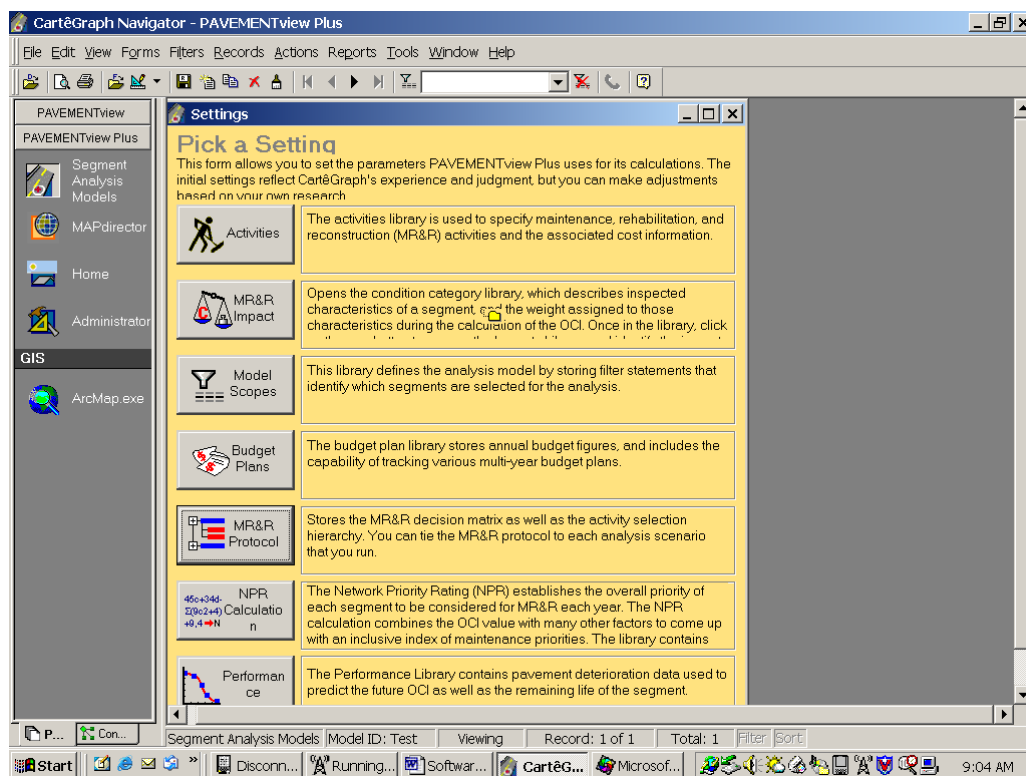 CartêGraph Navigator - PAVEMENTview Plus
File Edit View Forms Filters Records Actions Reports Tools Window Help
PAVEMENTview
PAVEMENTview Plus
Segment
Analysis
Models
MAPdirector
Home
Administrator
GIS
ArcMap.exe
Settings
Pick a Setting
This form allows you to set the parameters PAVEMENTview Plus uses for its calculations. The
initial settings reflect CartêGraph's experience and judgment, but you can make adjustments
based on your own research
Activities
The activities library is used to specify maintenance, rehabilitation, and
reconstruction (MR&R) activities and the associated cost information.
MR&R
Impact
Opens the condition category library, which describes inspected
characteristics of a segment, and the weight assigned to those
characteristics during the calculation of the OCI. Once in the library, click
Model
Scopes
This library defines the analysis model by storing filter statements that
identify which segments are selected for the analysis.
Budget
Plans
The budget plan library stores annual budget figures, and includes the
capability of tracking various multi-year budget plans.
MR&R
Protocol
Stores the MR&R decision matrix as well as the activity selection
hierarchy. You can tie the MR&R protocol to each analysis scenario
that you run.
45c+34d-
Σ(9c2+4)
+9.4➔N
NPR
Calculatio
n
The Network Priority Rating (NPR) establishes the overall priority of
each segment to be considered for MR&R each year. The NPR
calculation combines the OCI value with many other factors to come up
with an inclusive index of maintenance priorities. The library contains
Performan
ce
The Performance Library contains pavement deterioration data used to
predict the future OCI as well as the remaining life of the segment.
P... Con...
Segment Analysis Models Model ID: Test Viewing Record: 1 of 1 Total: 1 Filter Sort
Start » Disconn... Running... Softwar... CartêG... Microsof... 9:04 AM